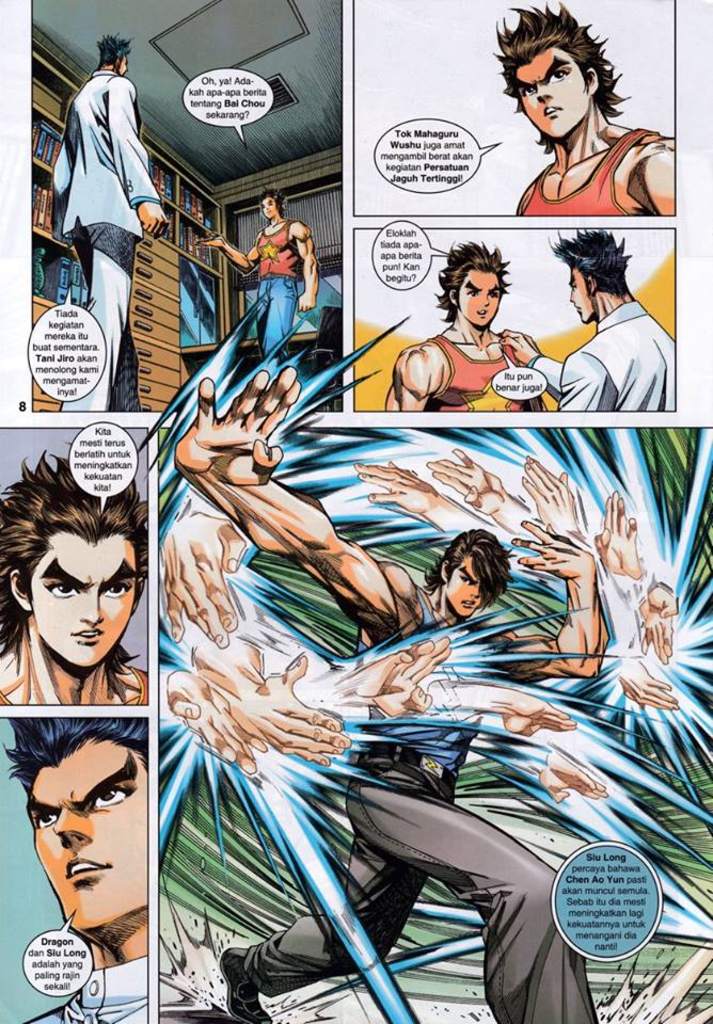 Oh, ya! Ada-
kah apa-apa berita
tentang Bai Chou
sekarang?
Tiada
kegiatan
mereka itu
buat sementara.
Tani Jiro akan
menolong kami
mengamat-
inya!
Tok Mahaguru
Wushu juga amat
mengambil berat akan
kegiatan Persatuan
Jaguh Tertinggi!
Eloklah
tiada apa-
apa berita
pun! Kan
begitu?
Itu pun
benar juga!
8
Kita
mesti terus
berlatih untuk
meningkatkan
kita!
Dragon
dan Siu Long
adalah yang
paling rajin
sekali!
Siu Long
percaya bahawa
Chen Ao Yun pasti
akan muncul semula.
Sebab itu dia mesti
meningkatkan lagi
kekuatannya untuk
menangani dia
nanti!